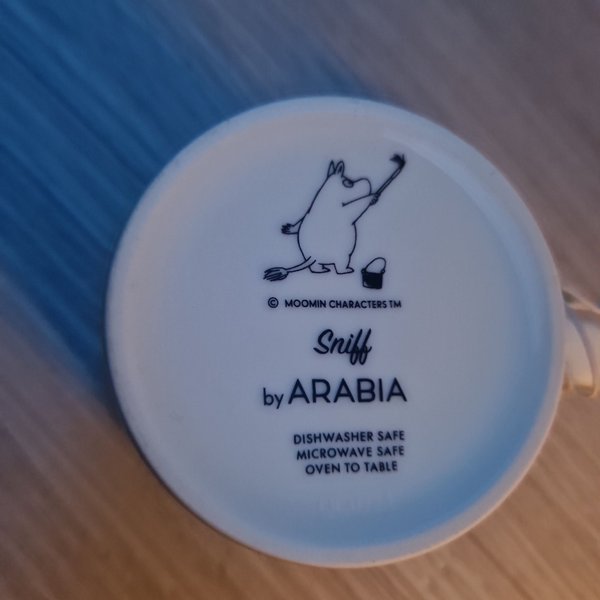 © MOOMIN CHARACTERS TM
Sniff
by ARABIA
DISHWASHER SAFE
MICROWAVE SAFE
OVEN TO TABLE